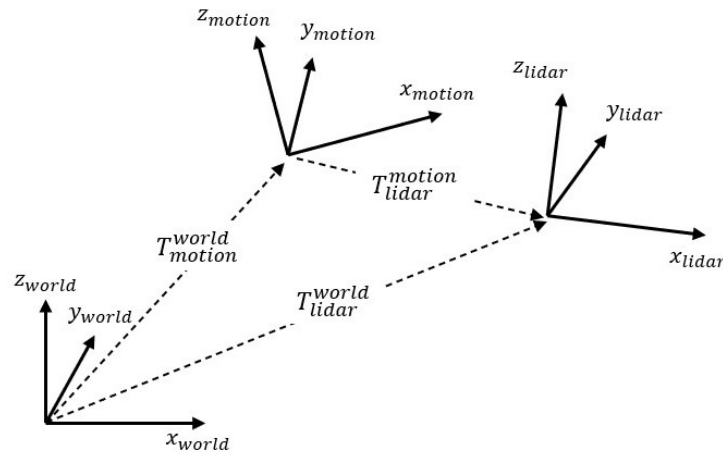 z_motion
y_motion
x_motion
z_lidar
y_lidar
T_lidar^motion
T_motion^world
x_lidar
z_world
T_lidar^world
y_world
x_world